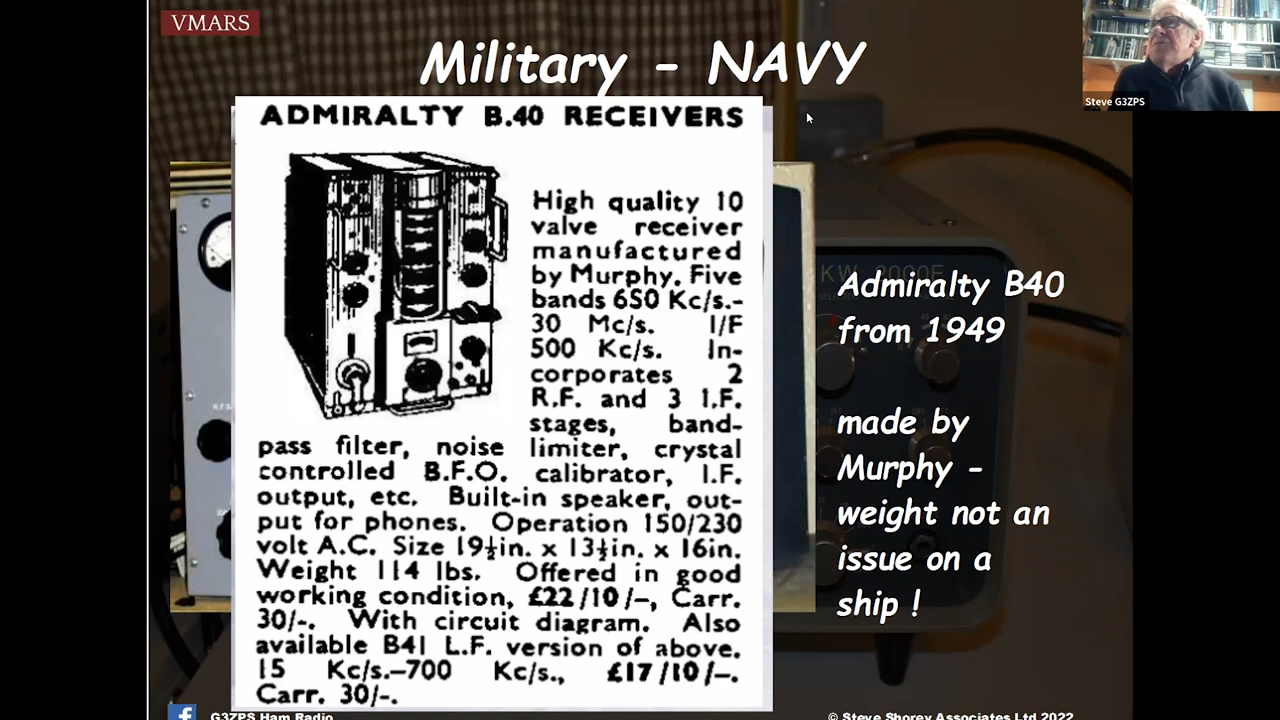 VMARS
Military - NAVY
Steve G3ZPS
ADMIRALTY B.40 RECEIVERS
High quality 10
valve receiver
manufactured
by Murphy. Five
bands 650 Kc/s.-
30 Mc/s. I/F
500 Kc/s. In-
corporates 2
R.F. and 3 I.F.
stages, band-
pass filter, noise limiter, crystal
controlled B.F.O. calibrator, I.F.
output, etc. Built-in speaker, out-
put for phones. Operation 150/230
volt A.C. Size 19½in. x 13½in. x 16in.
Weight 114 lbs. Offered in good
working condition, £22/10/-, Carr.
30/-. With circuit diagram. Also
available B41 L.F. version of above.
15 Kc/s.-700 Kc/s., £17/10/-.
Carr. 30/-.
KW 2000E
Admiralty B40
from 1949
made by
Murphy -
weight not an
issue on a
ship !
G3ZPS Ham Radio
© Steve Shorey Associates Ltd 2022